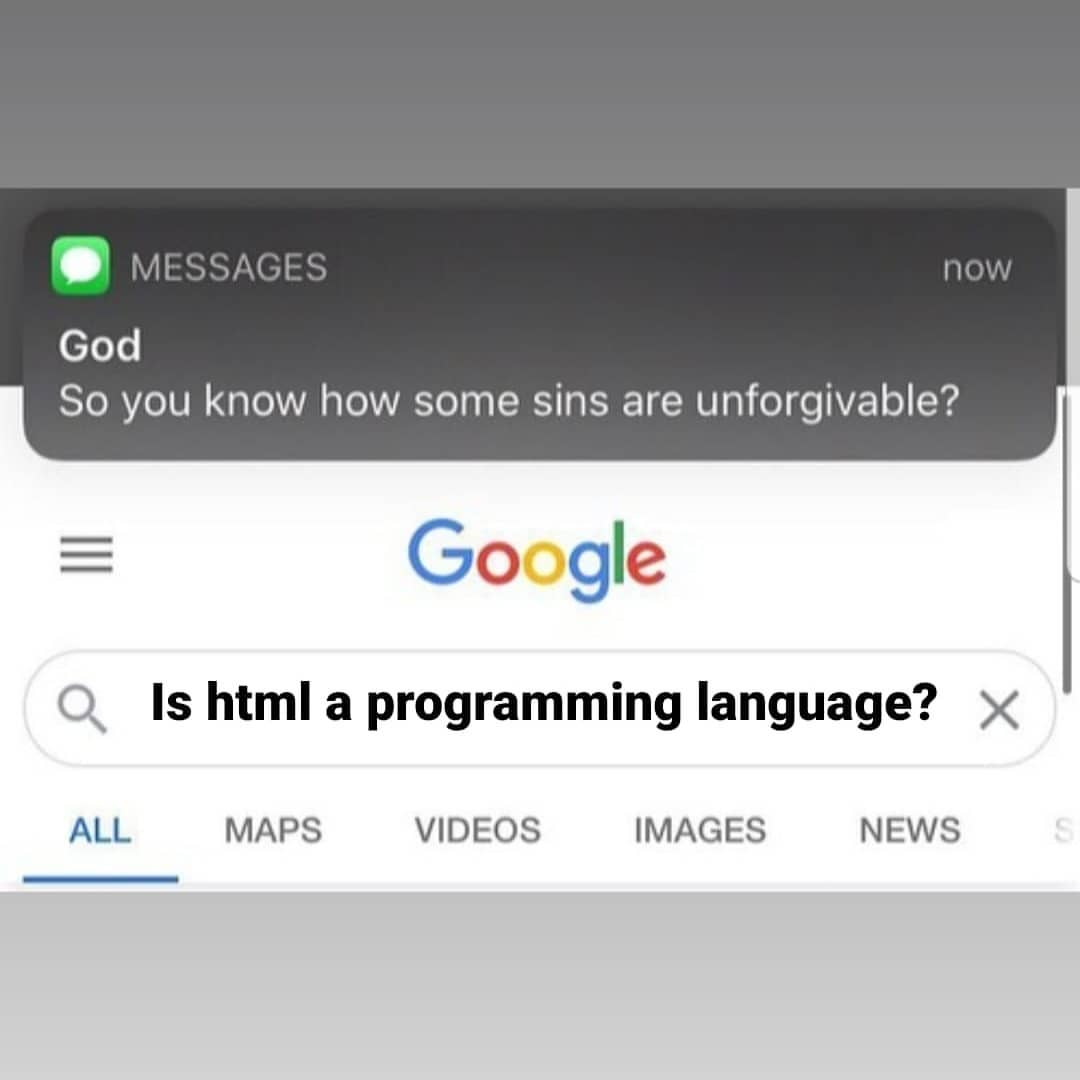 MESSAGES now
God
So you know how some sins are unforgivable?
Google
Is html a programming language?
ALL MAPS VIDEOS IMAGES NEWS S